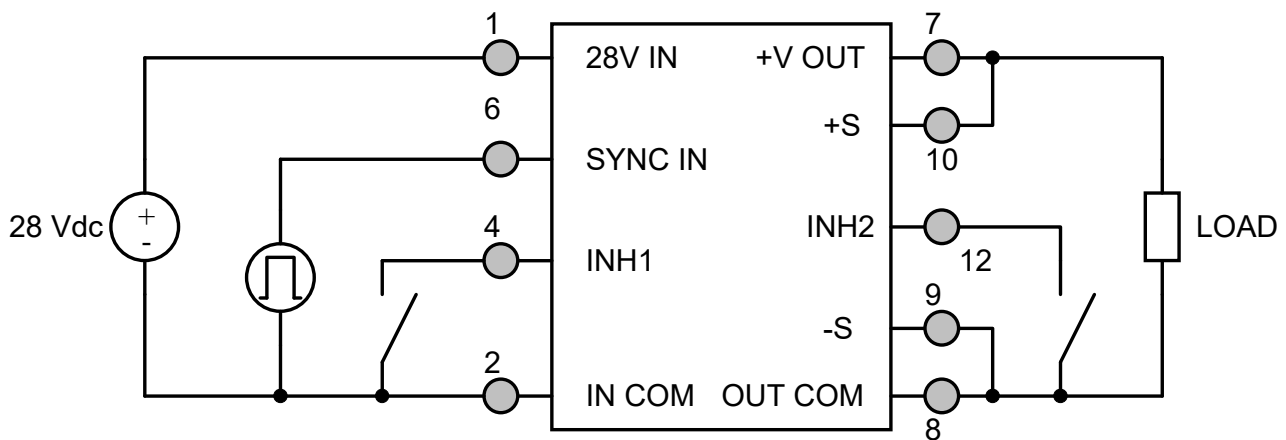 1
7
28V IN
+V OUT
6
+S
10
SYNC IN
28 Vdc
+
-
4
INH1
INH2
12
LOAD
9
-S
2
IN COM
OUT COM
8